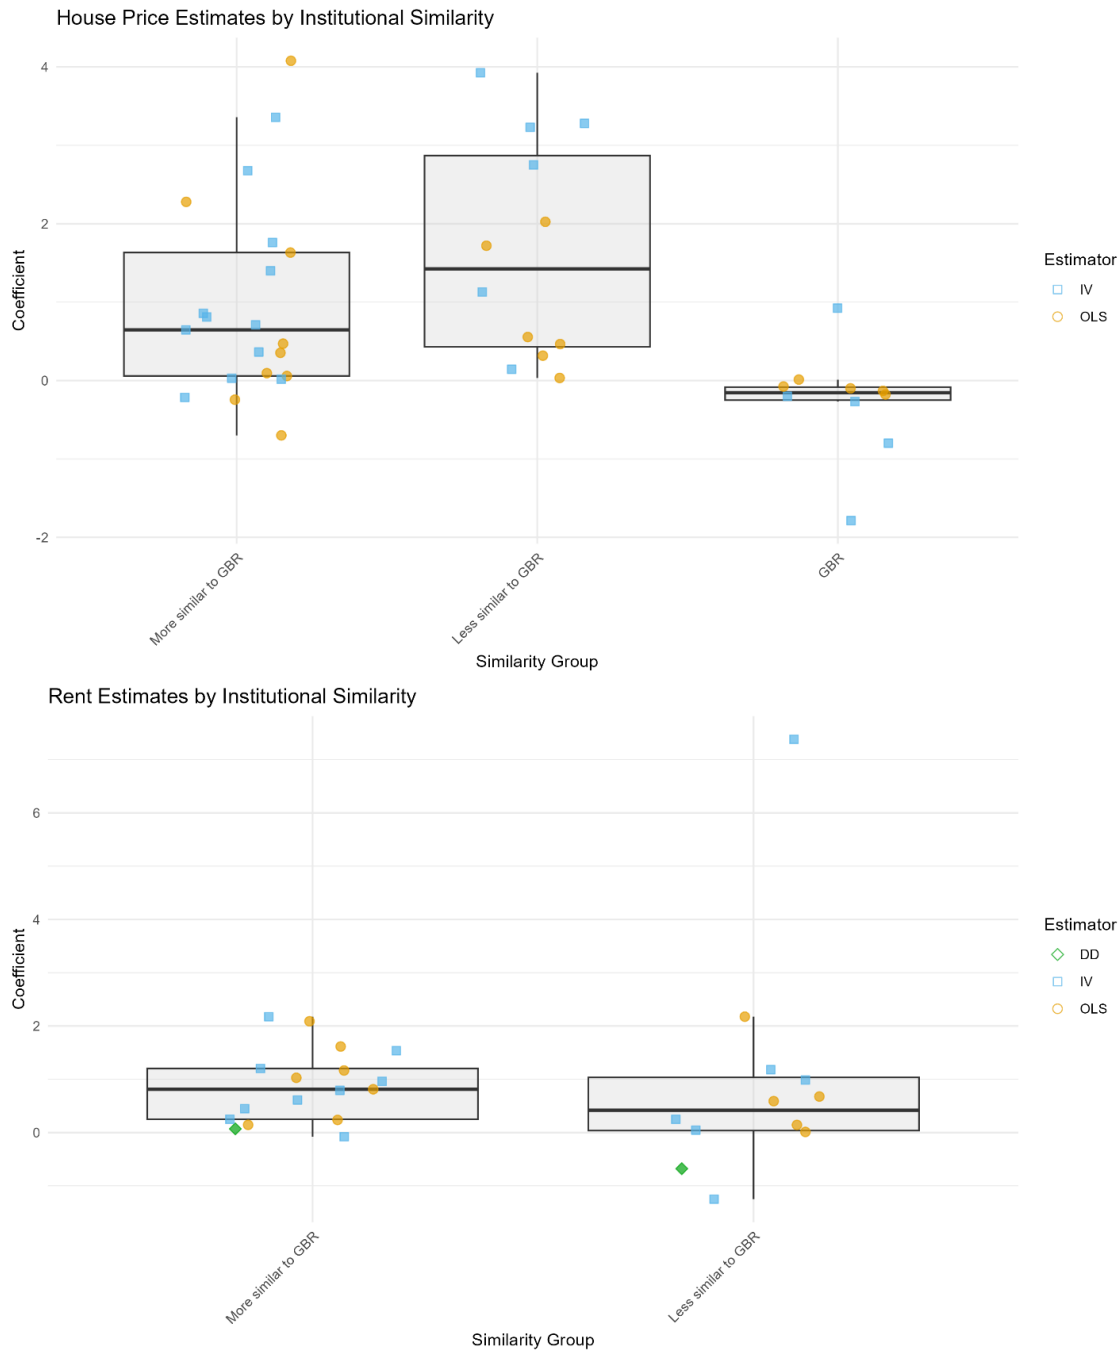 House Price Estimates by Institutional Similarity
4
2
0
-2
Coefficient
More similar to GBR
Less similar to GBR
GBR
Similarity Group
Estimator
IV
OLS
Rent Estimates by Institutional Similarity
6
4
2
0
Coefficient
More similar to GBR
Less similar to GBR
Similarity Group
Estimator
DD
IV
OLS